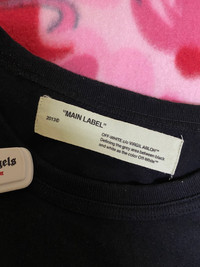 "MAIN LABEL"
2013©
OFF-WHITE c/o VIRGIL ABLOH™
Defining the grey area between black
and white as the color Off-White™
gels